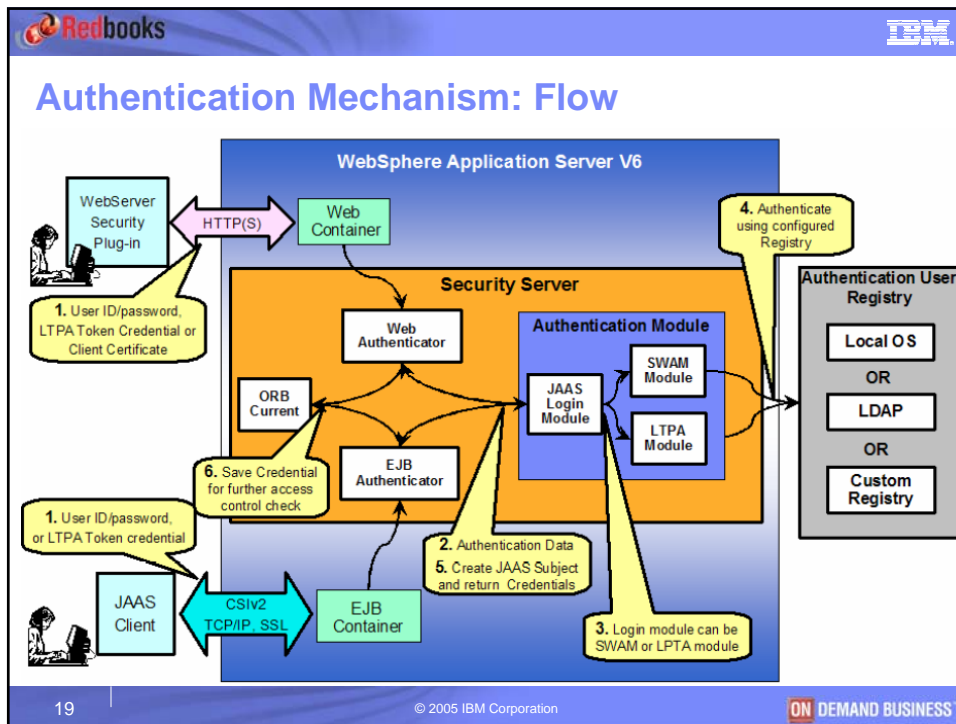 Redbooks
IBM.
Authentication Mechanism: Flow
WebSphere Application Server V6
WebServer
Security
Plug-in
HTTP(S)
Web
Container
4. Authenticate
using configured
Registry
1. User ID/password,
LTPA Token Credential or
Client Certificate
Security Server
Web
Authenticator
Authentication Module
JAAS
Login
Module
SWAM
Module
LTPA
Module
ORB
Current
EJB
Authenticator
Authentication User
Registry
Local OS
OR
LDAP
OR
Custom
Registry
6. Save Credential
for further access
control check
1. User ID/password,
or LTPA Token credential
2. Authentication Data
5. Create JAAS Subject
and return Credentials
JAAS
Client
CSIv2
TCP/IP, SSL
EJB
Container
3. Login module can be
SWAM or LPTA module
19
© 2005 IBM Corporation
ON DEMAND BUSINESS™